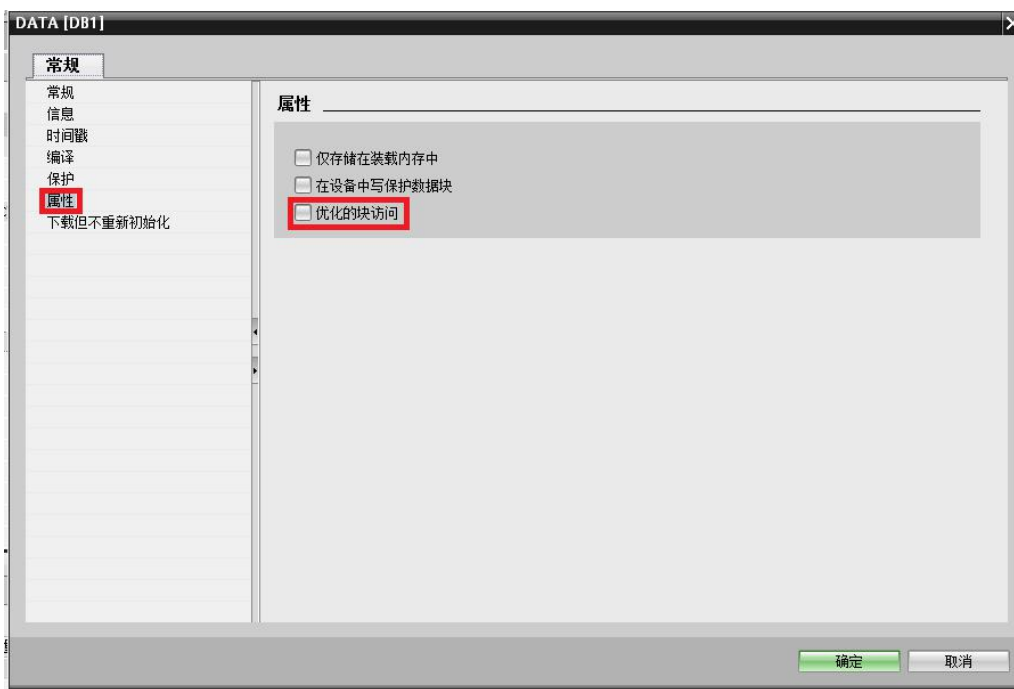 DATA [DB1]
常规
常规
信息
时间戳
编译
保护
属性
下载但不重新初始化
属性
仅存储在装载内存中
在设备中写保护数据块
优化的块访问
确定
取消